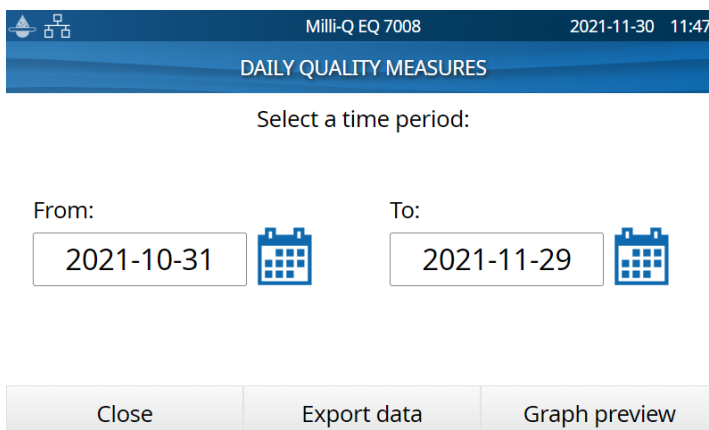 Milli-Q EQ 7008 2021-11-30 11:47
DAILY QUALITY MEASURES
Select a time period:
From: To:
2021-10-31 2021-11-29
Close Export data Graph preview